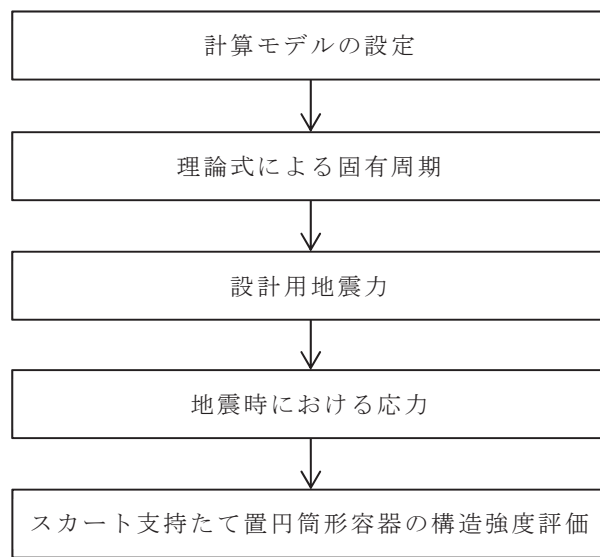 計算モデルの設定
理論式による固有周期
設計用地震力
地震時における応力
スカート支持たて置円筒形容器の構造強度評価